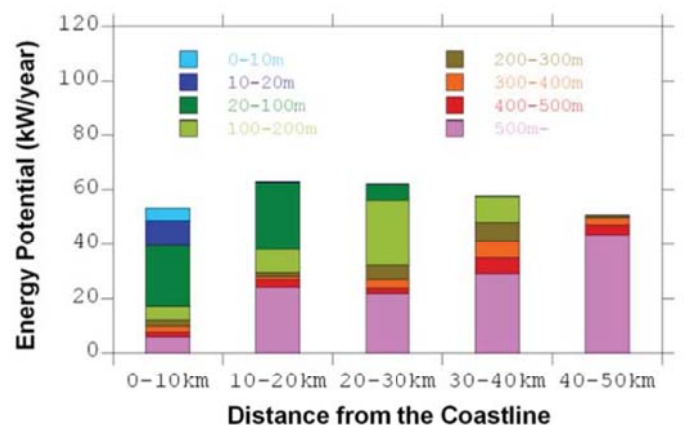 Energy Potential (kW/year)
120
100
80
60
40
20
0
0-10m
10-20m
20-100m
100-200m
200-300m
300-400m
400-500m
500m-
0-10km 10-20km 20-30km 30-40km 40-50km
Distance from the Coastline